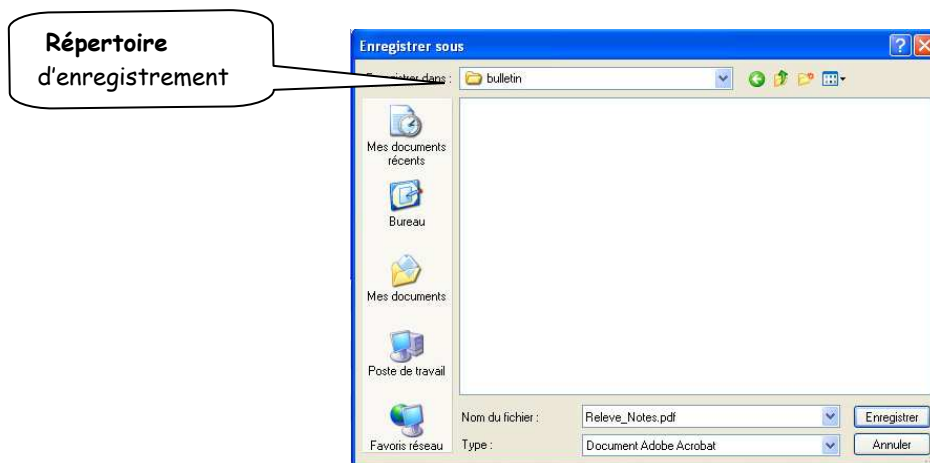 Répertoire
d'enregistrement
Enregistrer sous
Enregistrer dans :
bulletin
Mes documents
récents
Bureau
Mes documents
Poste de travail
Favoris réseau
Nom du fichier :
Releve_Notes.pdf
Enregistrer
Type :
Document Adobe Acrobat
Annuler